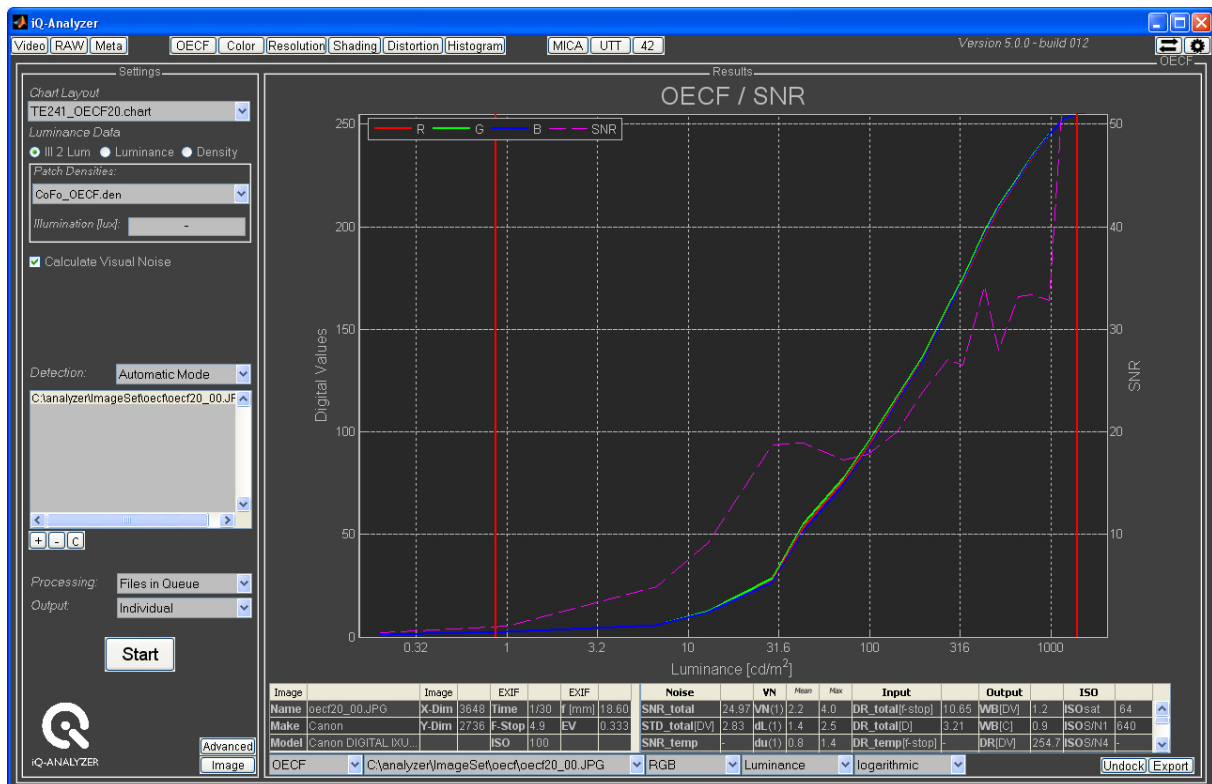 iQ-Analyzer
Video RAW Meta OECF Color Resolution Shading Distortion Histogram MICA UTT 42 Version 5.0.0 - build 012
OECF
Settings
Chart Layout
TE241_OECF20.chart
Luminance Data
Ill 2 Lum Luminance Density
Patch Densities:
CoFo_OECF.den
Illumination [lux]: -
Calculate Visual Noise
Detection: Automatic Mode
C:\analyzer\ImageSet\oecf\oecf20_00.JP
+ - C
Processing: Files in Queue
Output: Individual
Start
iQ-ANALYZER
Advanced
Image
Results
OECF / SNR
R G B SNR
250
200
150
100
50
0
Digital Values
50
40
30
20
10
SNR
0.32 1 3.2 10 31.6 100 316 1000
Luminance [cd/m²]
Image Image EXIF EXIF Noise VN Mean Max Input Output ISO
Name oecf20_00.JPG X-Dim 3648 Time 1/30 f [mm] 18.60 SNR_total 24.97 VN(1) 2.2 4.0 DR_total[f-stop] 10.65 WB[DV] 1.2 ISOsat 64
Make Canon Y-Dim 2736 F-Stop 4.9 EV 0.333 STD_total[DV] 2.83 dL(1) 1.4 2.5 DR_total[D] 3.21 WB[C] 0.9 ISOS/N1 640
Model Canon DIGITAL IXU... ISO 100 SNR_temp - du(1) 0.8 1.4 DR_temp[f-stop] - DR[DV] 254.7 ISOS/N4 -
OECF C:\analyzer\ImageSet\oecf\oecf20_00.JPG RGB Luminance logarithmic Undock Export